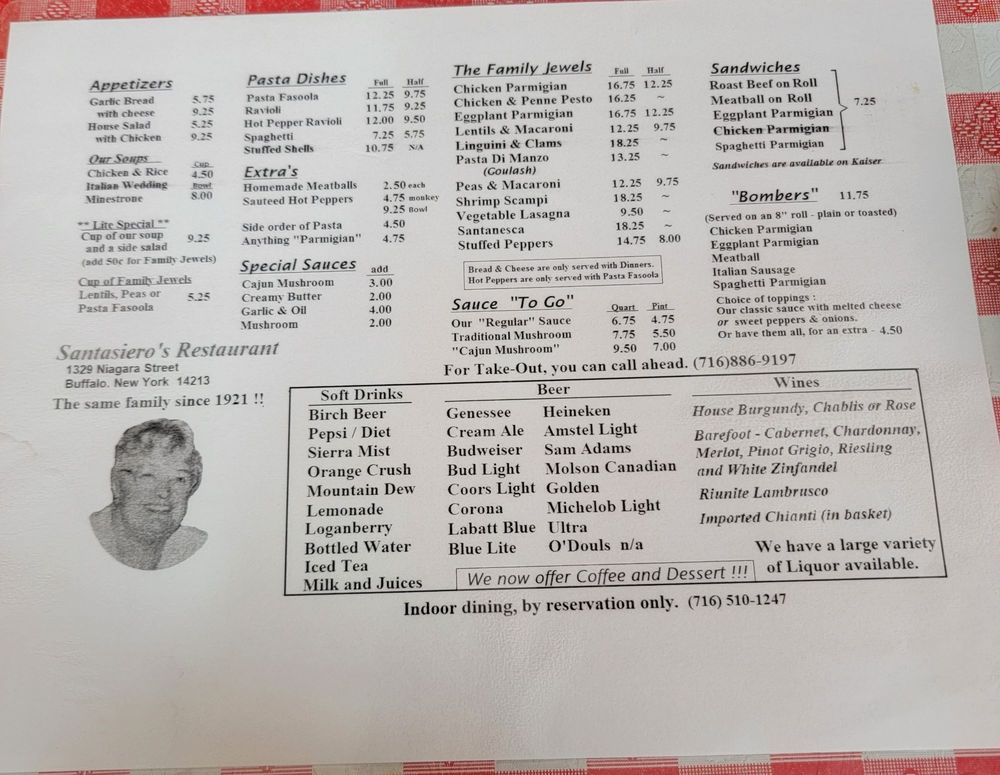 Appetizers
Garlic Bread 5.75
with cheese 9.25
House Salad 5.25
with Chicken 9.25
Our Soups Cup
Chicken & Rice 4.50
Italian Wedding Bowl
Minestrone 8.00
** Lite Special **
Cup of our soup
and a side salad 9.25
(add 50c for Family Jewels)
Cup of Family Jewels
Lentils, Peas or
Pasta Fasoola 5.25
Pasta Dishes Full Half
Pasta Fasoola 12.25 9.75
Ravioli 11.75 9.25
Hot Pepper Ravioli 12.00 9.50
Spaghetti 7.25 5.75
Stuffed Shells 10.75 N/A
Extra's
Homemade Meatballs 2.50 each
Sauteed Hot Peppers 4.75 monkey
9.25 Bowl
Side order of Pasta 4.50
Anything "Parmigian" 4.75
Special Sauces add
Cajun Mushroom 3.00
Creamy Butter 2.00
Garlic & Oil 4.00
Mushroom 2.00
The Family Jewels Full Half
Chicken Parmigian 16.75 12.25
Chicken & Penne Pesto 16.25 ~
Eggplant Parmigian 16.75 12.25
Lentils & Macaroni 12.25 9.75
Linguini & Clams 18.25 ~
Pasta Di Manzo 13.25 ~
(Goulash)
Peas & Macaroni 12.25 9.75
Shrimp Scampi 18.25 ~
Vegetable Lasagna 9.50 ~
Santanesca 18.25 ~
Stuffed Peppers 14.75 8.00
Bread & Cheese are only served with Dinners.
Hot Peppers are only served with Pasta Fasoola
Sauce "To Go" Quart Pint
Our "Regular" Sauce 6.75 4.75
Traditional Mushroom 7.75 5.50
"Cajun Mushroom" 9.50 7.00
Sandwiches
Roast Beef on Roll
Meatball on Roll
Eggplant Parmigian 7.25
Chicken Parmigian
Spaghetti Parmigian
Sandwiches are available on Kaiser
"Bombers" 11.75
(Served on an 8" roll - plain or toasted)
Chicken Parmigian
Eggplant Parmigian
Meatball
Italian Sausage
Spaghetti Parmigian
Choice of toppings :
Our classic sauce with melted cheese
or sweet peppers & onions.
Or have them all, for an extra - 4.50
Santasiero's Restaurant
1329 Niagara Street
Buffalo. New York 14213
The same family since 1921 !!
For Take-Out, you can call ahead. (716)886-9197
Soft Drinks
Birch Beer
Pepsi / Diet
Sierra Mist
Orange Crush
Mountain Dew
Lemonade
Loganberry
Bottled Water
Iced Tea
Milk and Juices
Beer
Genessee Heineken
Cream Ale Amstel Light
Budweiser Sam Adams
Bud Light Molson Canadian
Coors Light Golden
Corona Michelob Light
Labatt Blue Ultra
Blue Lite O'Douls n/a
Wines
House Burgundy, Chablis or Rose
Barefoot - Cabernet, Chardonnay,
Merlot, Pinot Grigio, Riesling
and White Zinfandel
Riunite Lambrusco
Imported Chianti (in basket)
We have a large variety
of Liquor available.
We now offer Coffee and Dessert !!!
Indoor dining, by reservation only. (716) 510-1247